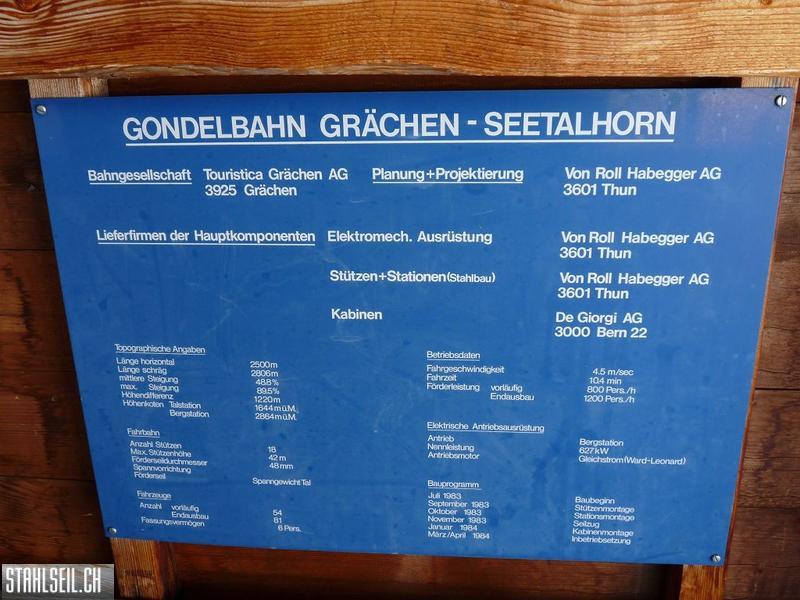 GONDELBAHN GRÄCHEN - SEETALHORN
Bahngesellschaft Touristica Grächen AG
3925 Grächen
Planung+Projektierung Von Roll Habegger AG
3601 Thun
Lieferfirmen der Hauptkomponenten Elektromech. Ausrüstung Von Roll Habegger AG
3601 Thun
Stützen+Stationen (Stahlbau) Von Roll Habegger AG
3601 Thun
Kabinen De Giorgi AG
3000 Bern 22
Topographische Angaben
Länge horizontal 2500m
Länge schräg 2806m
mittlere Steigung 48.8%
max. Steigung 89.5%
Höhendifferenz 1220m
Höhenkoten Talstation 1644m ü.M.
Bergstation 2864m ü.M.
Fahrbahn
Anzahl Stützen 18
Max. Stützenhöhe 42 m
Förderseildurchmesser 48 mm
Spannvorrichtung
Förderseil Spanngewicht Tal
Fahrzeuge
Anzahl vorläufig 54
Endausbau 81
Fassungsvermögen 6 Pers.
Betriebsdaten
Fahrgeschwindigkeit 4.5 m/sec
Fahrzeit 10.4 min
Förderleistung vorläufig 800 Pers./h
Endausbau 1200 Pers./h
Elektrische Antriebsausrüstung
Antrieb Bergstation
Nennleistung 627 kW
Antriebsmotor Gleichstrom (Ward-Leonard)
Bauprogramm
Juli 1983 Baubeginn
September 1983 Stützenmontage
Oktober 1983 Stationsmontage
November 1983 Seilzug
Januar 1984 Kabinenmontage
März/April 1984 Inbetriebsetzung
STAHLSEIL.CH